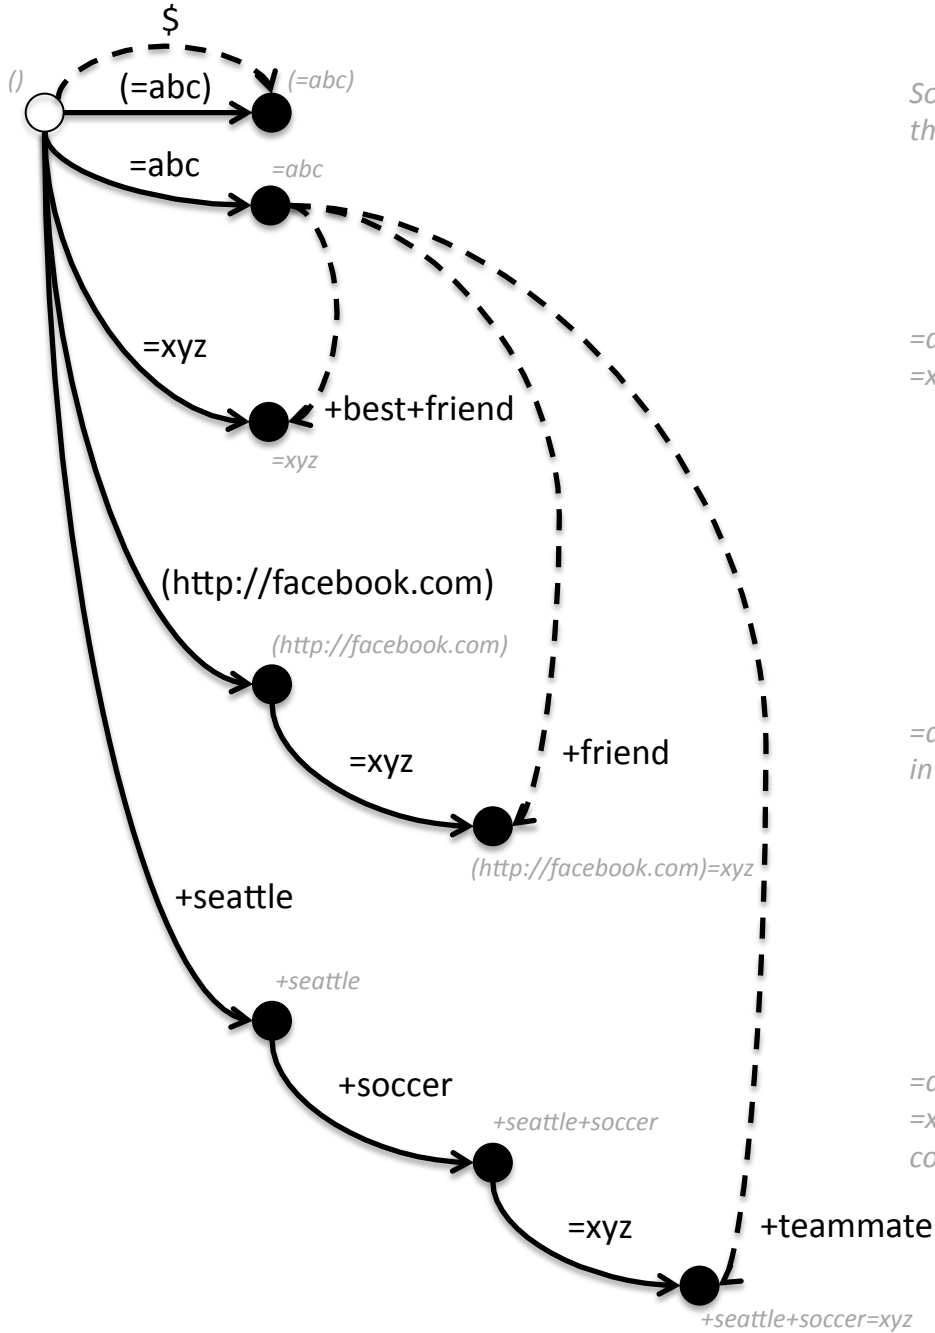 $
()
(=abc)
(=abc)
=abc
=abc
=xyz
+best+friend
=xyz
(http://facebook.com)
(http://facebook.com)
+friend
=xyz
in
(http://facebook.com)=xyz
+seattle
+seattle
+soccer
+seattle+soccer
=xyz
+teammate
+seattle+soccer=xyz